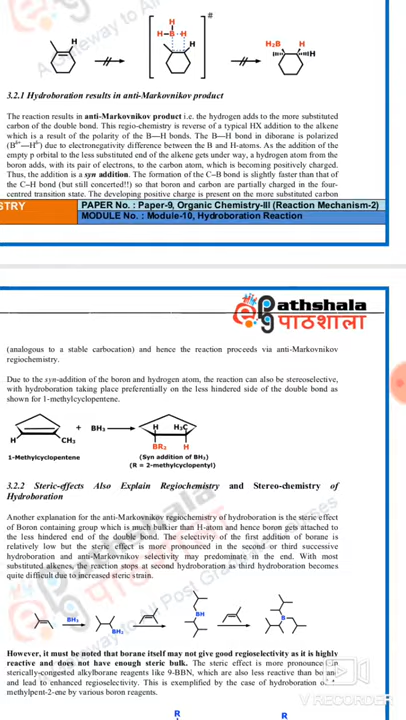 #
H
H—B—H
H
H
H₂B H
H
3.2.1 Hydroboration results in anti-Markovnikov product
The reaction results in anti-Markovnikov product i.e. the hydrogen adds to the more substituted
carbon of the double bond. This regio-chemistry is reverse of a typical HX addition to the alkene
which is a result of the polarity of the B—H bonds. The B—H bond in diborane is polarized
(Bδ+—Hδ-) due to electronegativity difference between the B and H-atoms. As the addition of the
empty p orbital to the less substituted end of the alkene gets under way, a hydrogen atom from the
boron adds, with its pair of electrons, to the carbon atom, which is becoming positively charged.
Thus, the addition is a syn addition. The formation of the C–B bond is slightly faster than that of
the C–H bond (but still concerted!!) so that boron and carbon are partially charged in the four-
centred transition state. The developing positive charge is present on the more substituted carbon
STRY
PAPER No. : Paper-9, Organic Chemistry-III (Reaction Mechanism-2)
MODULE No. : Module-10, Hydroboration Reaction
Pathshala
पाठशाला
(analogous to a stable carbocation) and hence the reaction proceeds via anti-Markovnikov
regiochemistry.
Due to the syn-addition of the boron and hydrogen atom, the reaction can also be stereoselective,
with hydroboration taking place preferentially on the less hindered side of the double bond as
shown for 1-methylcyclopentene.
H CH₃ + BH₃ H H₃C
BR₂ H
1-Methylcyclopentene (Syn addition of BH₃)
(R = 2-methylcyclopentyl)
3.2.2 Steric-effects Also Explain Regiochemistry and Stereo-chemistry of
Hydroboration
Another explanation for the anti-Markovnikov regiochemistry of hydroboration is the steric effect
of Boron containing group which is much bulkier than H-atom and hence boron gets attached to
the less hindered end of the double bond. The selectivity of the first addition of borane is
relatively low but the steric effect is more pronounced in the second or third successive
hydroboration and anti-Markovnikov selectivity may predominate in the end. With most
substituted alkenes, the reaction stops at second hydroboration as third hydroboration becomes
quite difficult due to increased steric strain.
BH₃
BH₂
BH
B
However, it must be noted that borane itself may not give good regioselectivity as it is highly
reactive and does not have enough steric bulk. The steric effect is more pronounced in
sterically-congested alkylborane reagents like 9-BBN, which are also less reactive than
and lead to enhanced regioselectivity. This is exemplified by the case of hydroboration
methylpent-2-ene by various boron reagents.
R R
VRECORDER